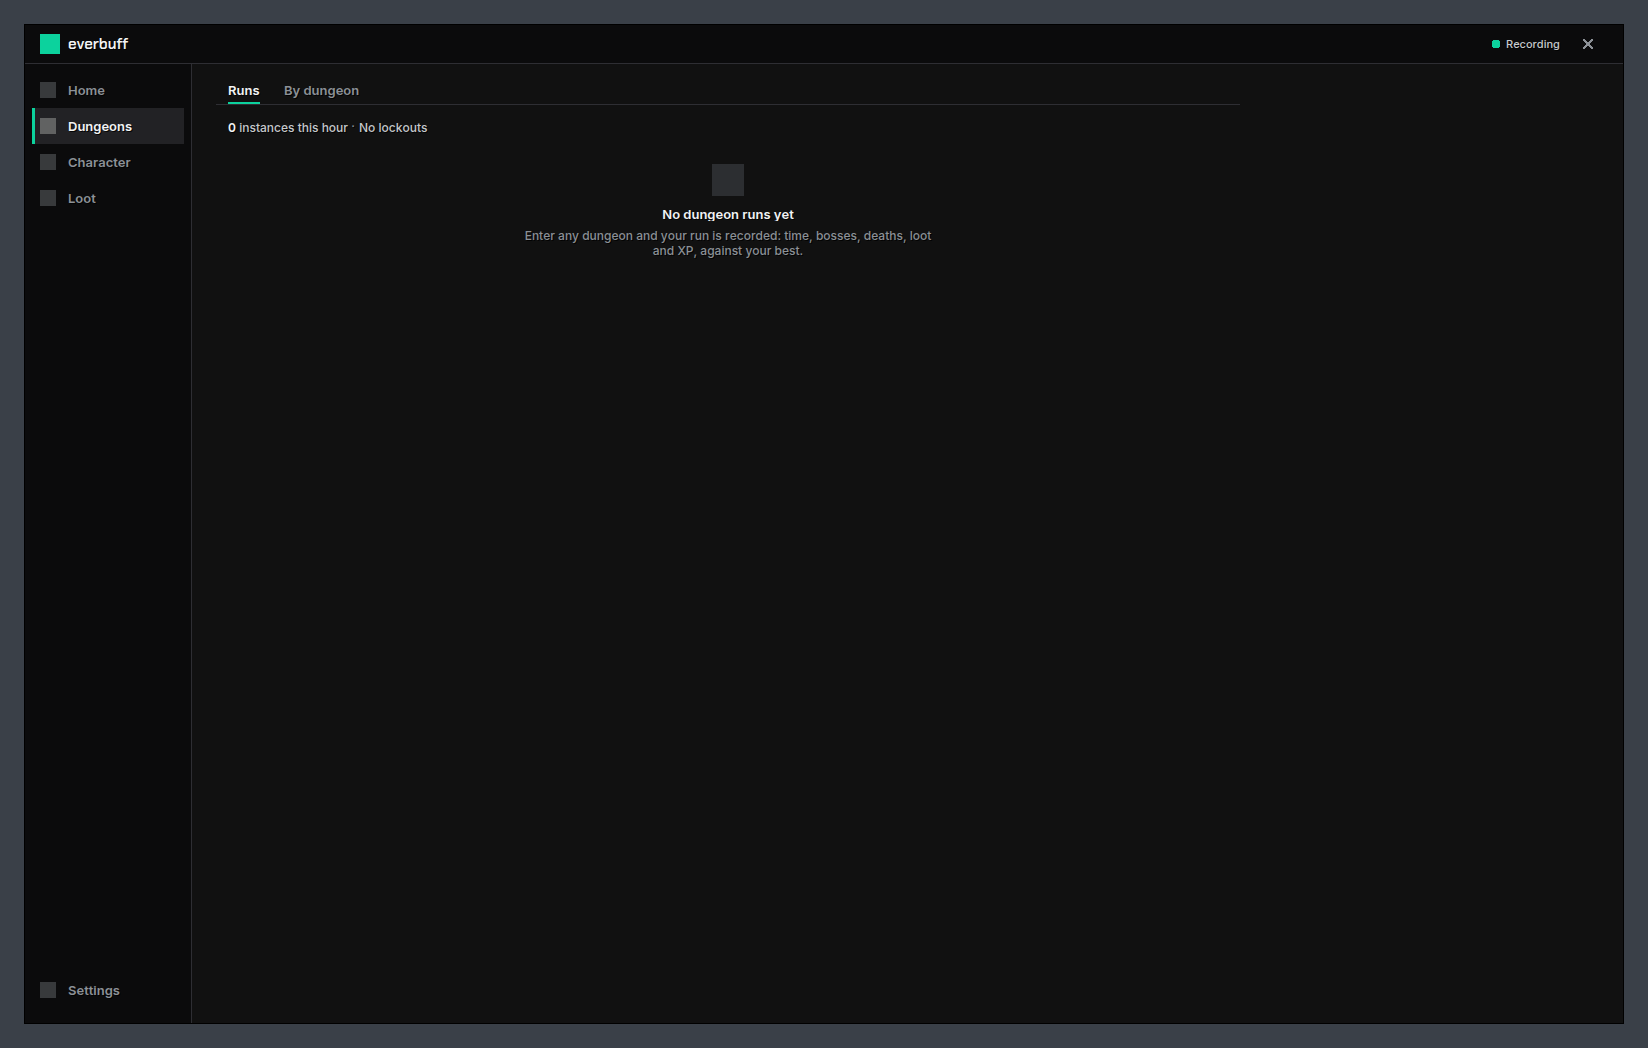 everbuff
Recording
Home
Dungeons
Character
Loot
Settings
Runs
By dungeon
0 instances this hour · No lockouts
No dungeon runs yet
Enter any dungeon and your run is recorded: time, bosses, deaths, loot
and XP, against your best.